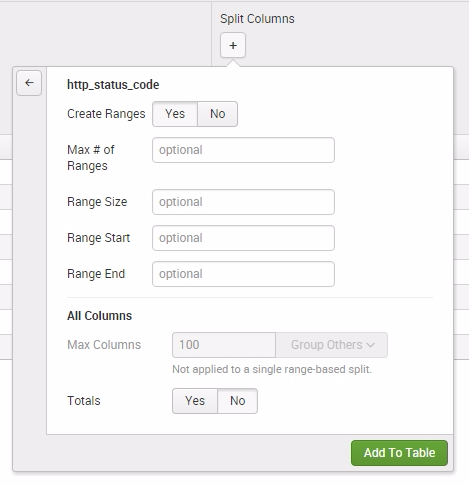 Split Columns
+
←
http_status_code
Create Ranges Yes No
Max # of
Ranges
optional
Range Size optional
Range Start optional
Range End optional
All Columns
Max Columns 100 Group Others
Not applied to a single range-based split.
Totals Yes No
Add To Table